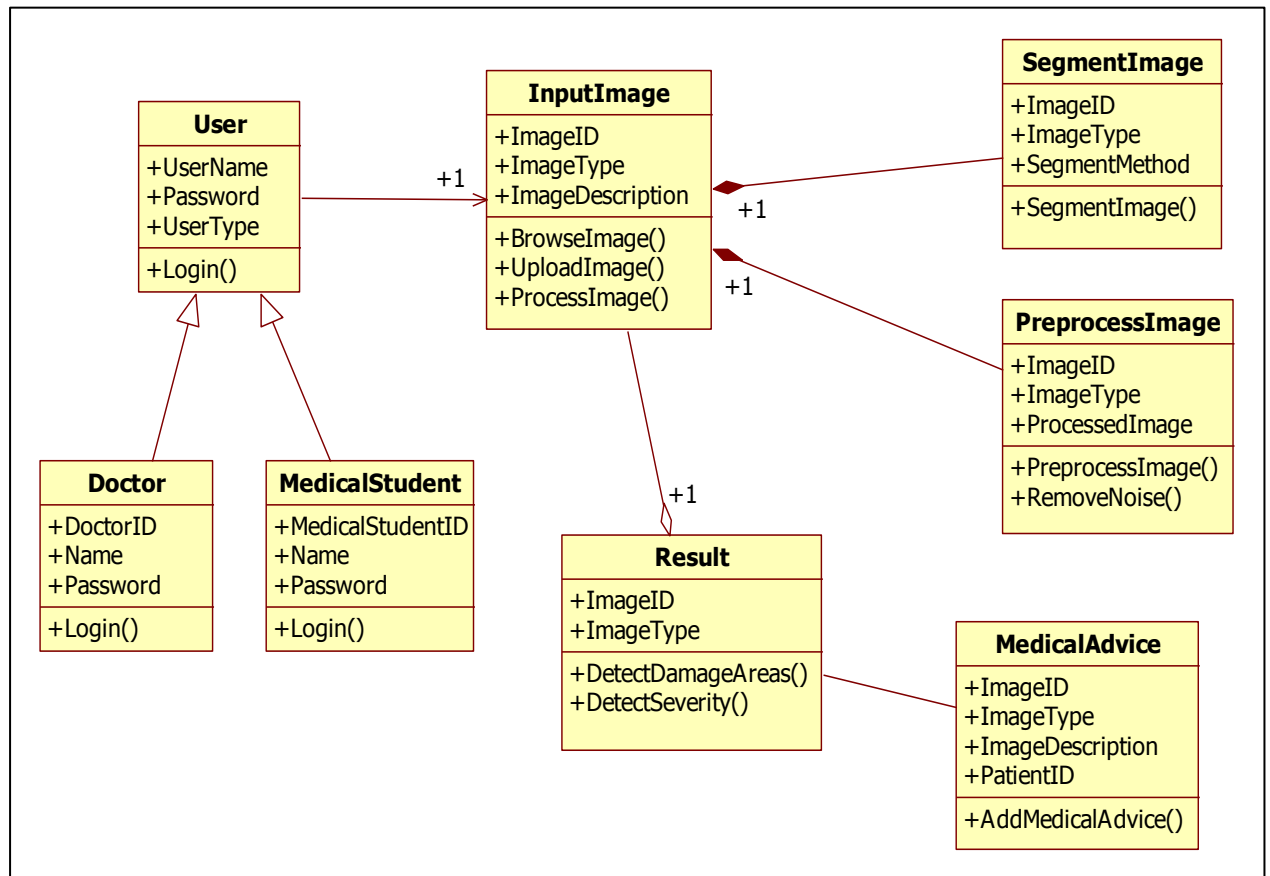 User
+UserName
+Password
+UserType
+Login()
+1
InputImage
+ImageID
+ImageType
+ImageDescription
+BrowseImage()
+UploadImage()
+ProcessImage()
+1
+1
SegmentImage
+ImageID
+ImageType
+SegmentMethod
+SegmentImage()
PreprocessImage
+ImageID
+ImageType
+ProcessedImage
+PreprocessImage()
+RemoveNoise()
Doctor
+DoctorID
+Name
+Password
+Login()
MedicalStudent
+MedicalStudentID
+Name
+Password
+Login()
+1
Result
+ImageID
+ImageType
+DetectDamageAreas()
+DetectSeverity()
MedicalAdvice
+ImageID
+ImageType
+ImageDescription
+PatientID
+AddMedicalAdvice()